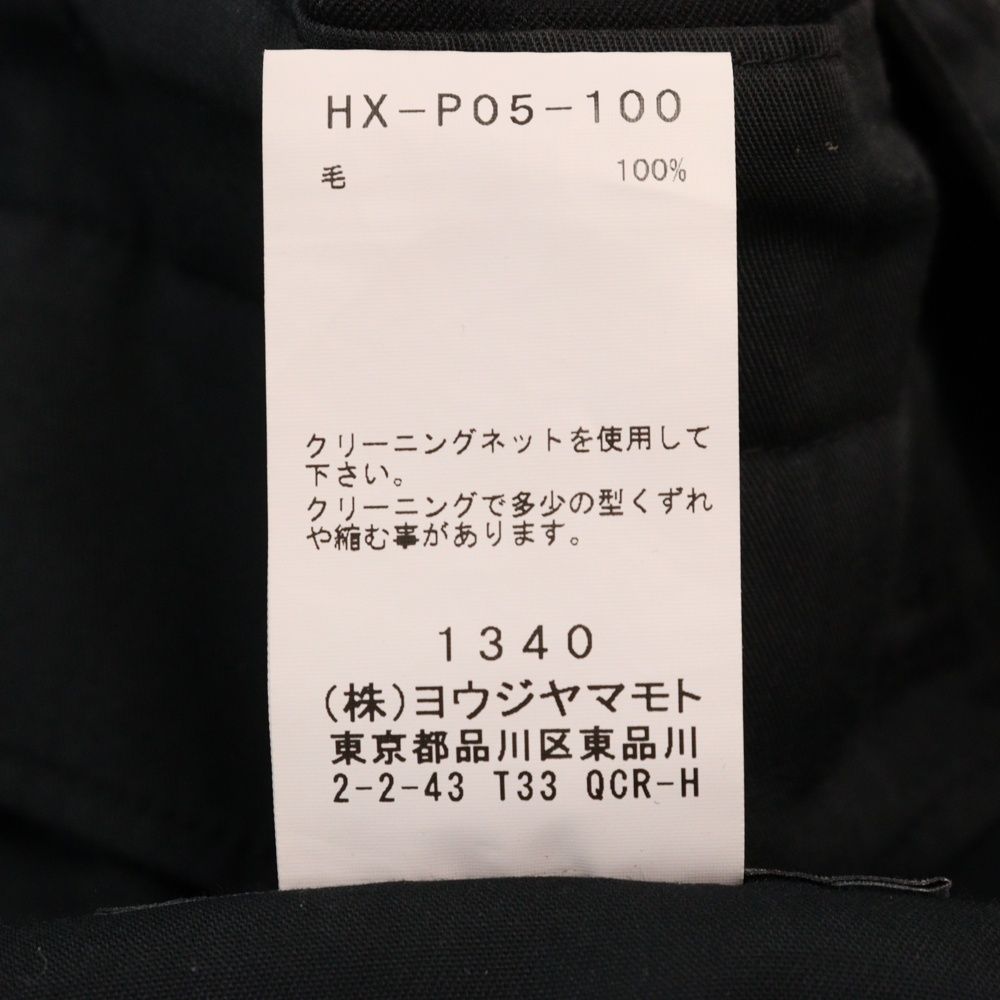 HX-P05-100
毛 100%
クリーニングネットを使用して
下さい。
クリーニングで多少の型くずれ
や縮む事があります。
1340
(株)ヨウジヤマモト
東京都品川区東品川
2-2-43 T33 QCR-H